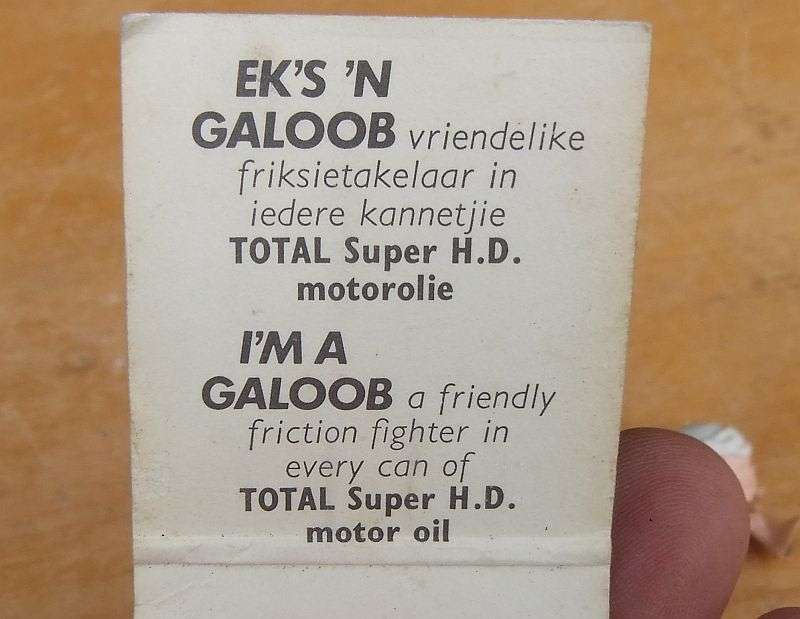 EK'S 'N
GALOOB vriendelike
friksietakelaar in
iedere kannetjie
TOTAL Super H.D.
motorolie
I'M A
GALOOB a friendly
friction fighter in
every can of
TOTAL Super H.D.
motor oil